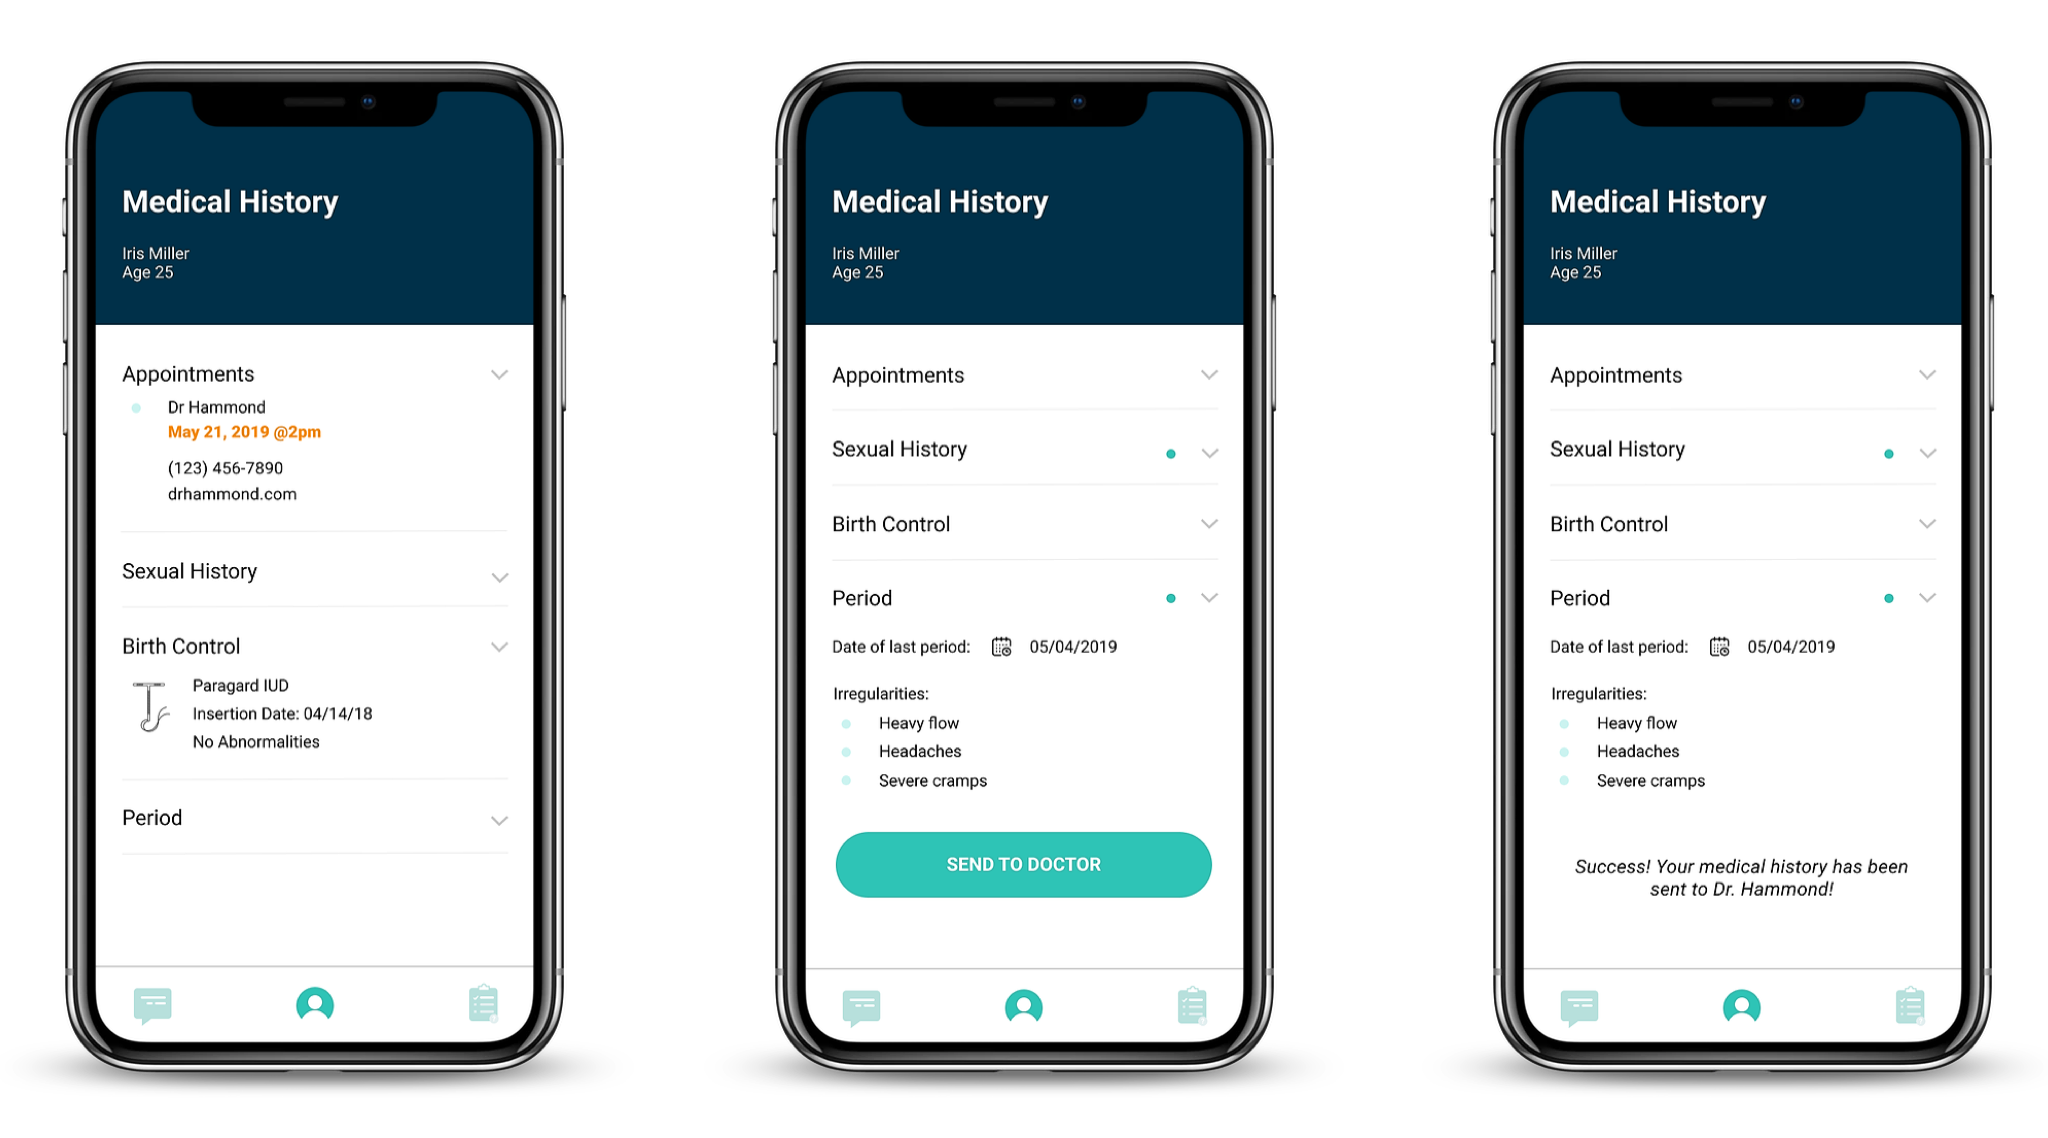 Medical History
Iris Miller
Age 25
Appointments
Dr Hammond
May 21, 2019 @2pm
(123) 456-7890
drhammond.com
Sexual History
Birth Control
Paragard IUD
Insertion Date: 04/14/18
No Abnormalities
Period
Medical History
Iris Miller
Age 25
Appointments
Sexual History
Birth Control
Period
Date of last period: 05/04/2019
Irregularities:
Heavy flow
Headaches
Severe cramps
SEND TO DOCTOR
Medical History
Iris Miller
Age 25
Appointments
Sexual History
Birth Control
Period
Date of last period: 05/04/2019
Irregularities:
Heavy flow
Headaches
Severe cramps
Success! Your medical history has been
sent to Dr. Hammond!